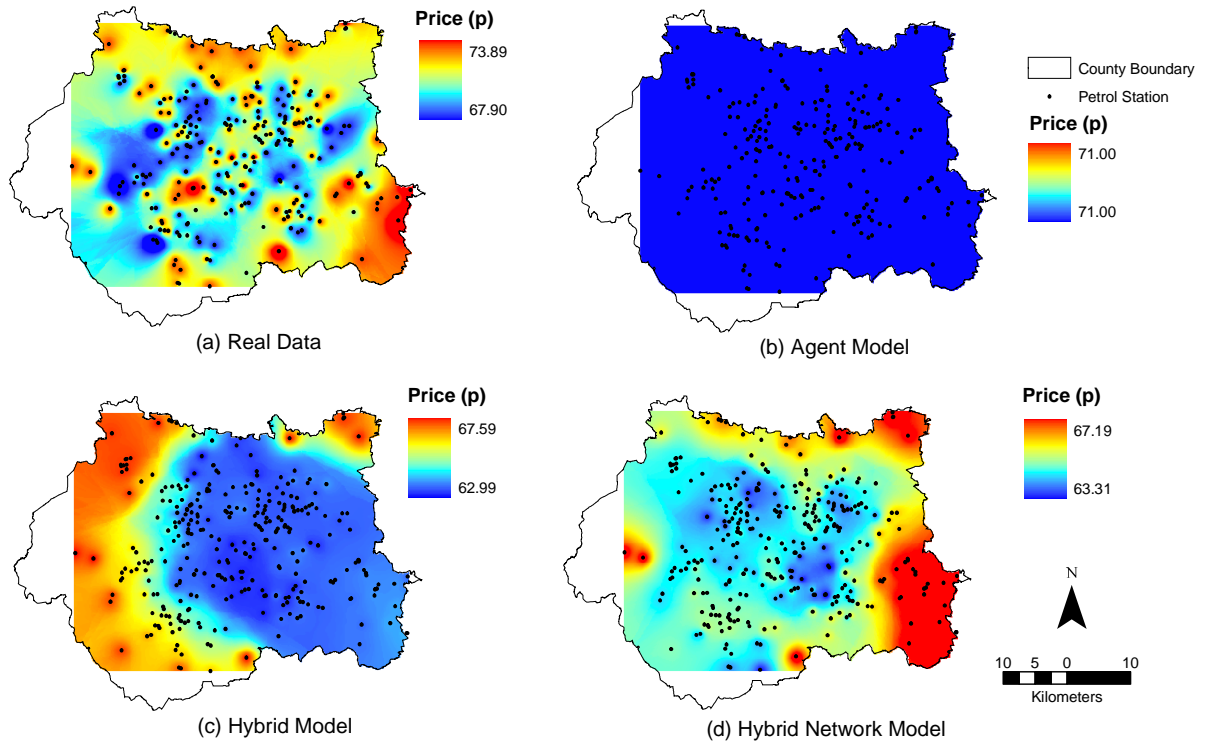 Price (p)
73.89
67.90
(a) Real Data
(b) Agent Model
County Boundary
Petrol Station
Price (p)
71.00
71.00
Price (p)
67.59
62.99
(c) Hybrid Model
Price (p)
67.19
63.31
(d) Hybrid Network Model
N
10 5 0 10
Kilometers